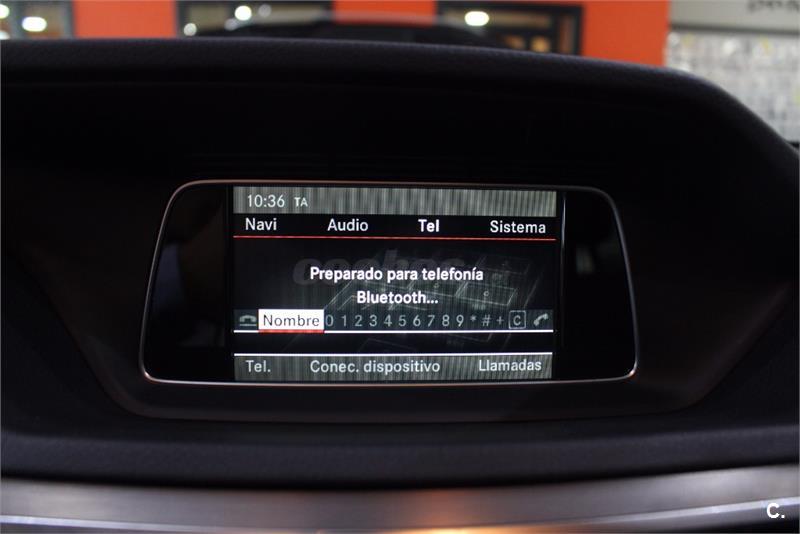 10:36 TA
Navi Audio Tel Sistema
Preparado para telefonía
Bluetooth...
Nombre 0 1 2 3 4 5 6 7 8 9 * # + C
Tel. Conec. dispositivo Llamadas
coches
C.